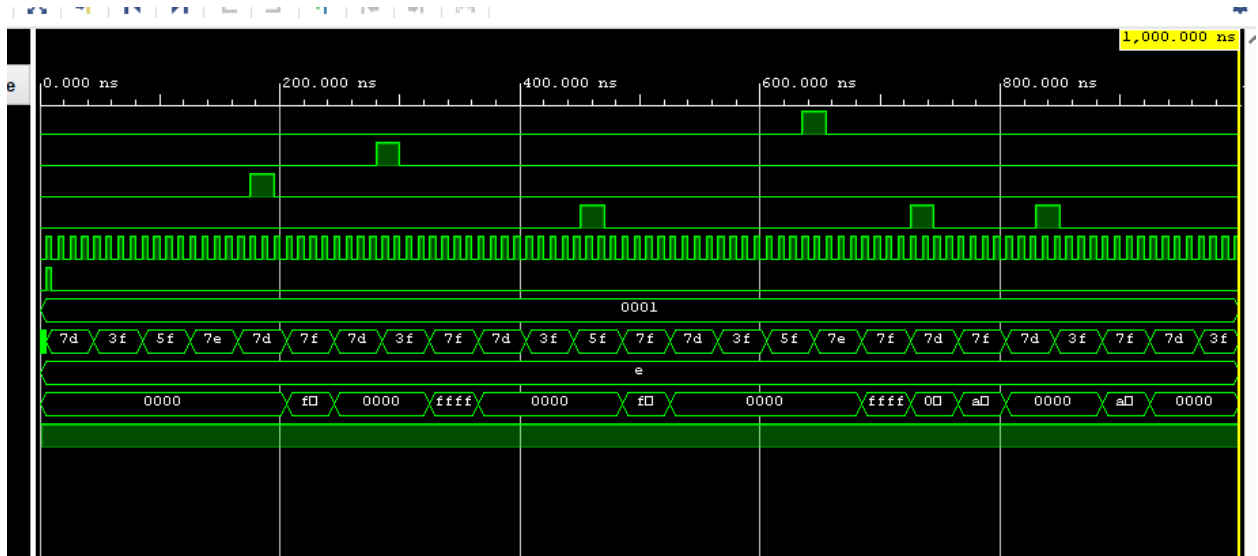 1,000.000 ns
e
0.000 ns 200.000 ns 400.000 ns 600.000 ns 800.000 ns
0001
7d 3f 5f 7e 7d 7f 7d 3f 7f 7d 3f 5f 7f 7d 3f 5f 7e 7f 7d 7f 7d 3f 7f 7d 3f
e
0000 f□ 0000 ffff 0000 f□ 0000 ffff 0□ a□ 0000 a□ 0000